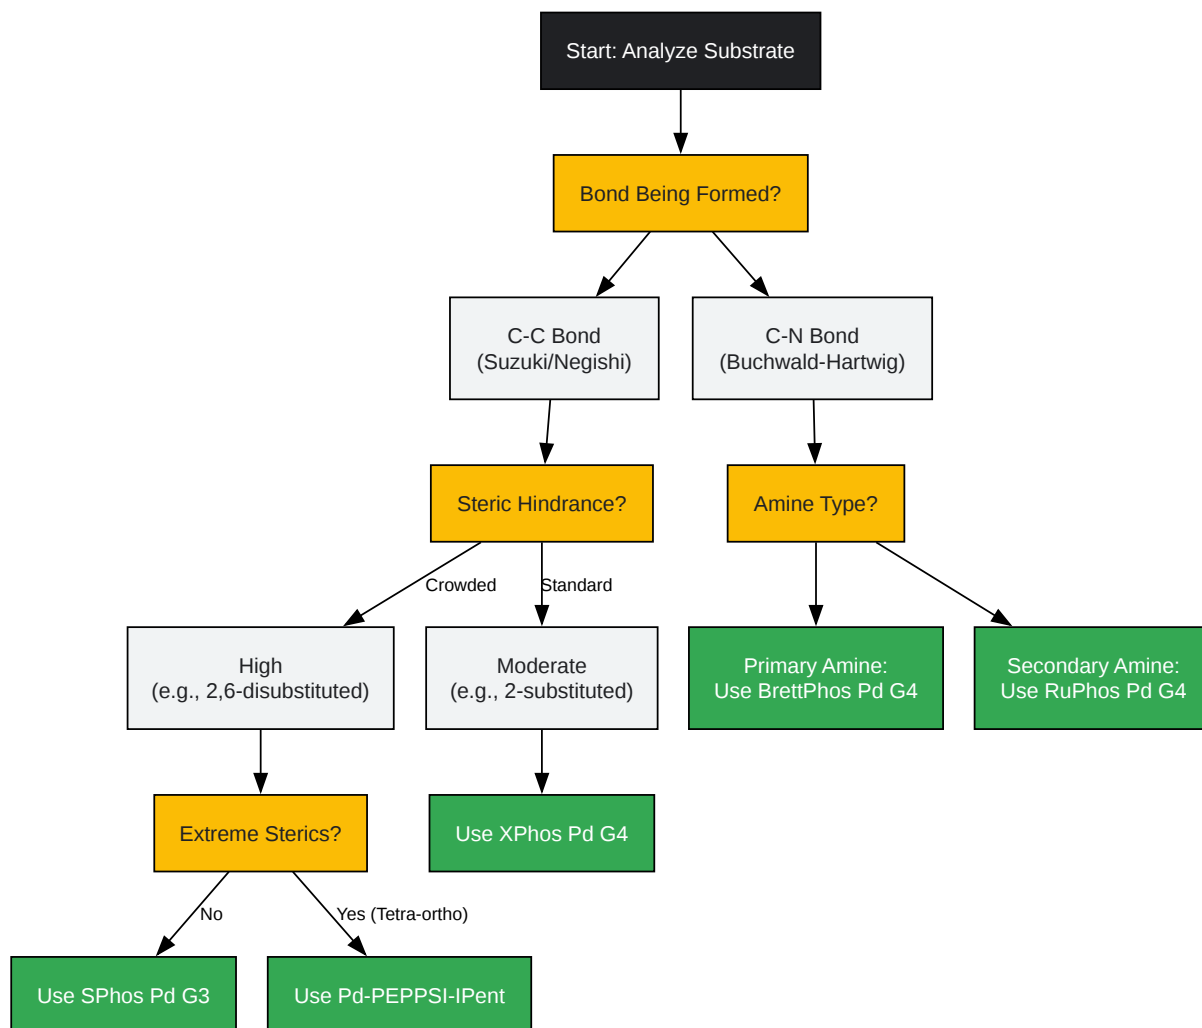 Start: Analyze Substrate
Bond Being Formed?
C-C Bond
(Suzuki/Negishi)
C-N Bond
(Buchwald-Hartwig)
Steric Hindrance?
Amine Type?
Crowded
Standard
High
(e.g., 2,6-disubstituted)
Moderate
(e.g., 2-substituted)
Primary Amine:
Use BrettPhos Pd G4
Secondary Amine:
Use RuPhos Pd G4
Extreme Sterics?
Use XPhos Pd G4
No
Yes (Tetra-ortho)
Use SPhos Pd G3
Use Pd-PEPPSI-IPent